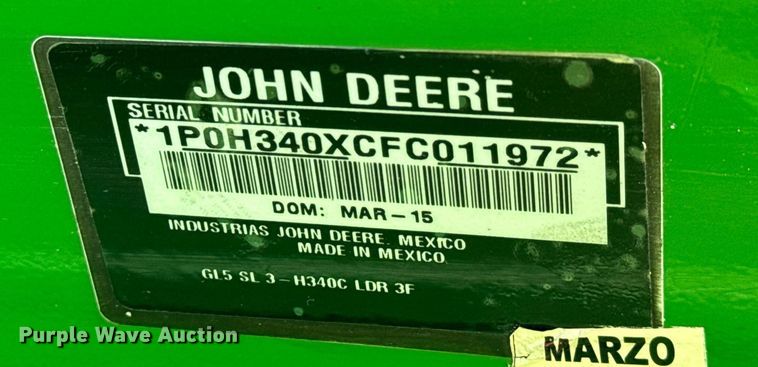 JOHN DEERE
SERIAL NUMBER
*1P0H340XCFC011972*
DOM: MAR-15
INDUSTRIAS JOHN DEERE. MEXICO
MADE IN MEXICO
GL5 SL 3-H340C LDR 3F
Purple Wave Auction
MARZO